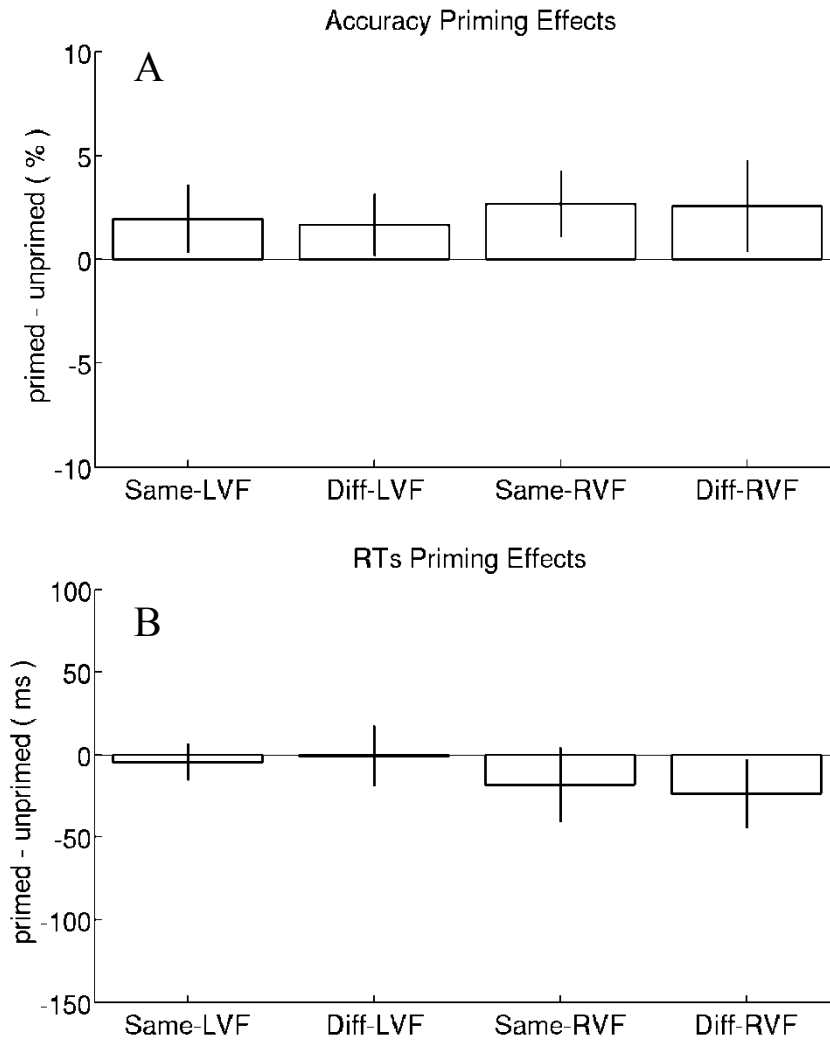 Accuracy Priming Effects
A
10
5
0
-5
-10
primed - unprimed ( % )
Same-LVF Diff-LVF Same-RVF Diff-RVF
RTs Priming Effects
B
100
50
0
-50
-100
-150
primed - unprimed ( ms )
Same-LVF Diff-LVF Same-RVF Diff-RVF